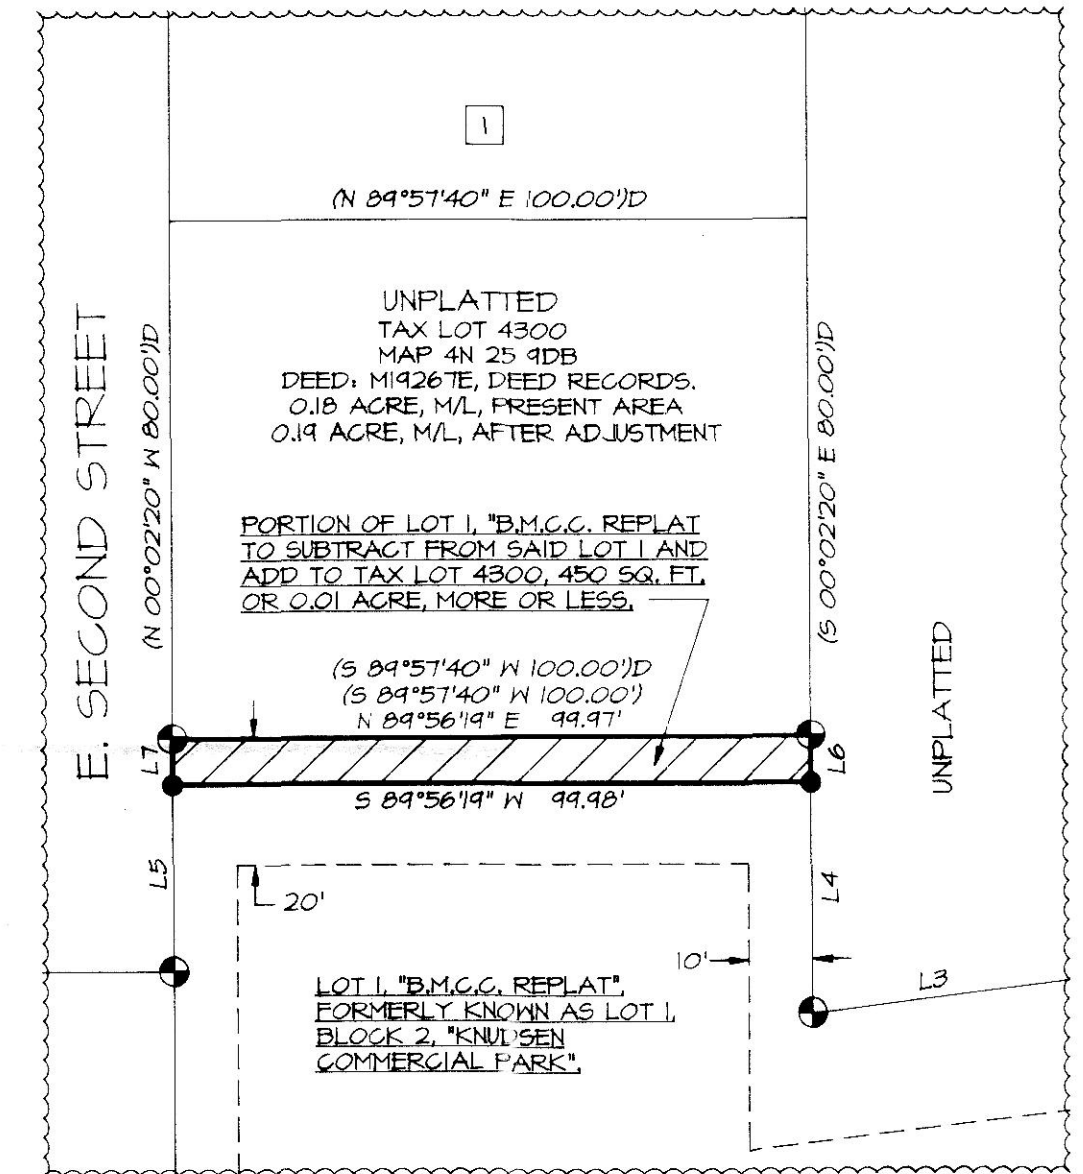 1
(N 89°57'40" E 100.00')D
UNPLATTED
TAX LOT 4300
MAP 4N 25 9DB
DEED: M19267E, DEED RECORDS.
0.18 ACRE, M/L, PRESENT AREA
0.19 ACRE, M/L, AFTER ADJUSTMENT
E. SECOND STREET
(N 00°02'20" W 80.00')D
(S 00°02'20" E 80.00')D
PORTION OF LOT 1, "B.M.C.C. REPLAT
TO SUBTRACT FROM SAID LOT 1 AND
ADD TO TAX LOT 4300, 450 SQ. FT.
OR 0.01 ACRE, MORE OR LESS.
(S 89°57'40" W 100.00')D
(S 89°57'40" W 100.00')
N 89°56'19" E 99.97'
L7
L6
UNPLATTED
S 89°56'19" W 99.98'
L5
L4
20'
10'
L3
LOT 1, "B.M.C.C. REPLAT",
FORMERLY KNOWN AS LOT 1,
BLOCK 2, "KNUDSEN
COMMERCIAL PARK".